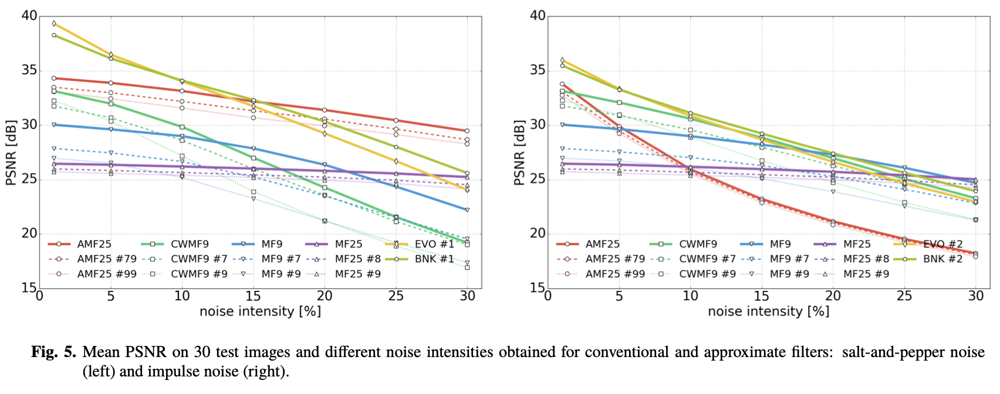 40
35
30
25
20
15
PSNR [dB]
0 5 10 15 20 25 30
noise intensity [%]
AMF25 CWMF9 MF9 MF25 EVO #1
AMF25 #79 CWMF9 #7 MF9 #7 MF25 #8 BNK #1
AMF25 #99 CWMF9 #9 MF9 #9 MF25 #9
40
35
30
25
20
15
PSNR [dB]
0 5 10 15 20 25 30
noise intensity [%]
AMF25 CWMF9 MF9 MF25 EVO #2
AMF25 #79 CWMF9 #7 MF9 #7 MF25 #8 BNK #2
AMF25 #99 CWMF9 #9 MF9 #9 MF25 #9
Fig. 5. Mean PSNR on 30 test images and different noise intensities obtained for conventional and approximate filters: salt-and-pepper noise
(left) and impulse noise (right).